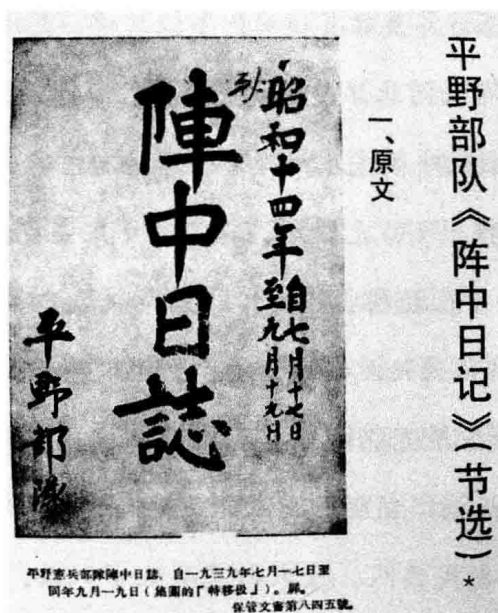 平野部队《阵中日记》(节选)*
一、原文
昭和十四年
自七月十七日
至九月十九日
陣中日誌
平野部隊
平野憲兵部隊陣中日誌、自一九三九年七月一七日至
同年九月一九日(施圍的「特移扱」)。屏。
保管文書第八四五號。